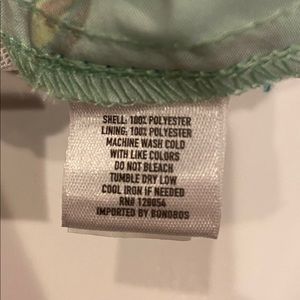 SHELL: 100% POLYESTER
LINING: 100% POLYESTER
MACHINE WASH COLD
WITH LIKE COLORS
DO NOT BLEACH
TUMBLE DRY LOW
COOL IRON IF NEEDED
RN# 128054
IMPORTED BY BONOBOS